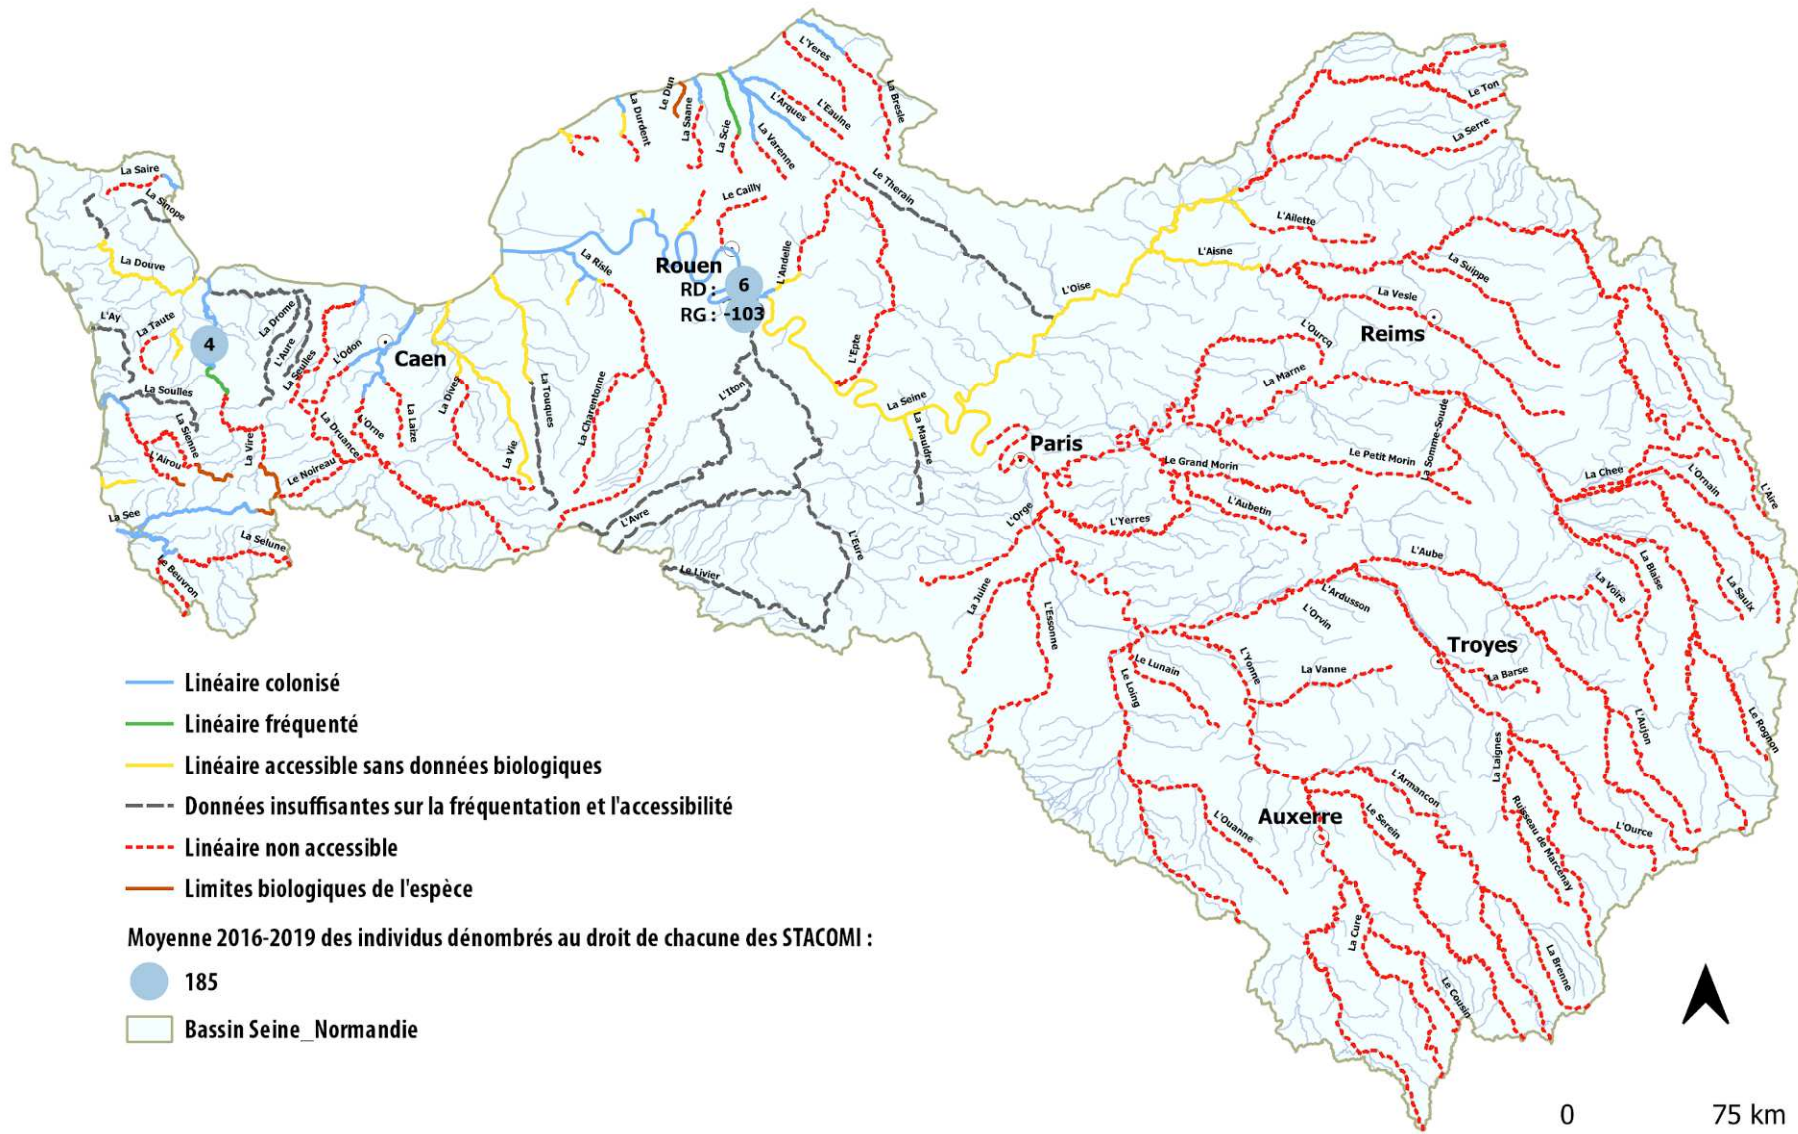 L'Yeres
La Bresle
Le Dun
La Durdent
La Saane
La Scie
L'Arques
L'Eaulne
La Varenne
Le Ton
La Serre
La Saire
La Sinope
Le Therain
Le Cailly
L'Ailette
La Douve
La Risle
Rouen
L'Andelle
L'Aisne
La Suippe
RD :
6
L'Oise
La Vesle
RG :
-103
L'Ay
La Taute
La Drome
L'Aure
La Seulles
L'Odon
Caen
4
L'Epte
L'Ourcq
Reims
La Soulles
La Sienne
La Dives
La Touques
La Charentonne
L'Iton
La Seine
La Marne
La Vire
La Druance
L'Orne
La Laize
La Vie
La Mauldre
Paris
La Somme-Soude
L'Airou
Le Noireau
Le Grand Morin
Le Petit Morin
La Chee
L'Ornain
L'Aire
La See
L'Avre
L'Eure
L'Orge
L'Yerres
L'Aubetin
La Selune
Le Beuvron
Le Livier
L'Aube
La Voire
La Blaise
La Saulx
La Juine
L'Essonne
L'Ardusson
L'Orvin
Troyes
Le Lunain
Le Loing
L'Yonne
La Vanne
La Barse
L'Aujon
Le Rognon
La Laignes
L'Armancon
Auxerre
Le Serein
L'Ouanne
Ruisseau de Marcenay
L'Ource
La Cure
Le Cousin
La Brenne
Linéaire colonisé
Linéaire fréquenté
Linéaire accessible sans données biologiques
Données insuffisantes sur la fréquentation et l'accessibilité
Linéaire non accessible
Limites biologiques de l'espèce
Moyenne 2016-2019 des individus dénombrés au droit de chacune des STACOMI :
185
Bassin Seine_Normandie
0 75 km